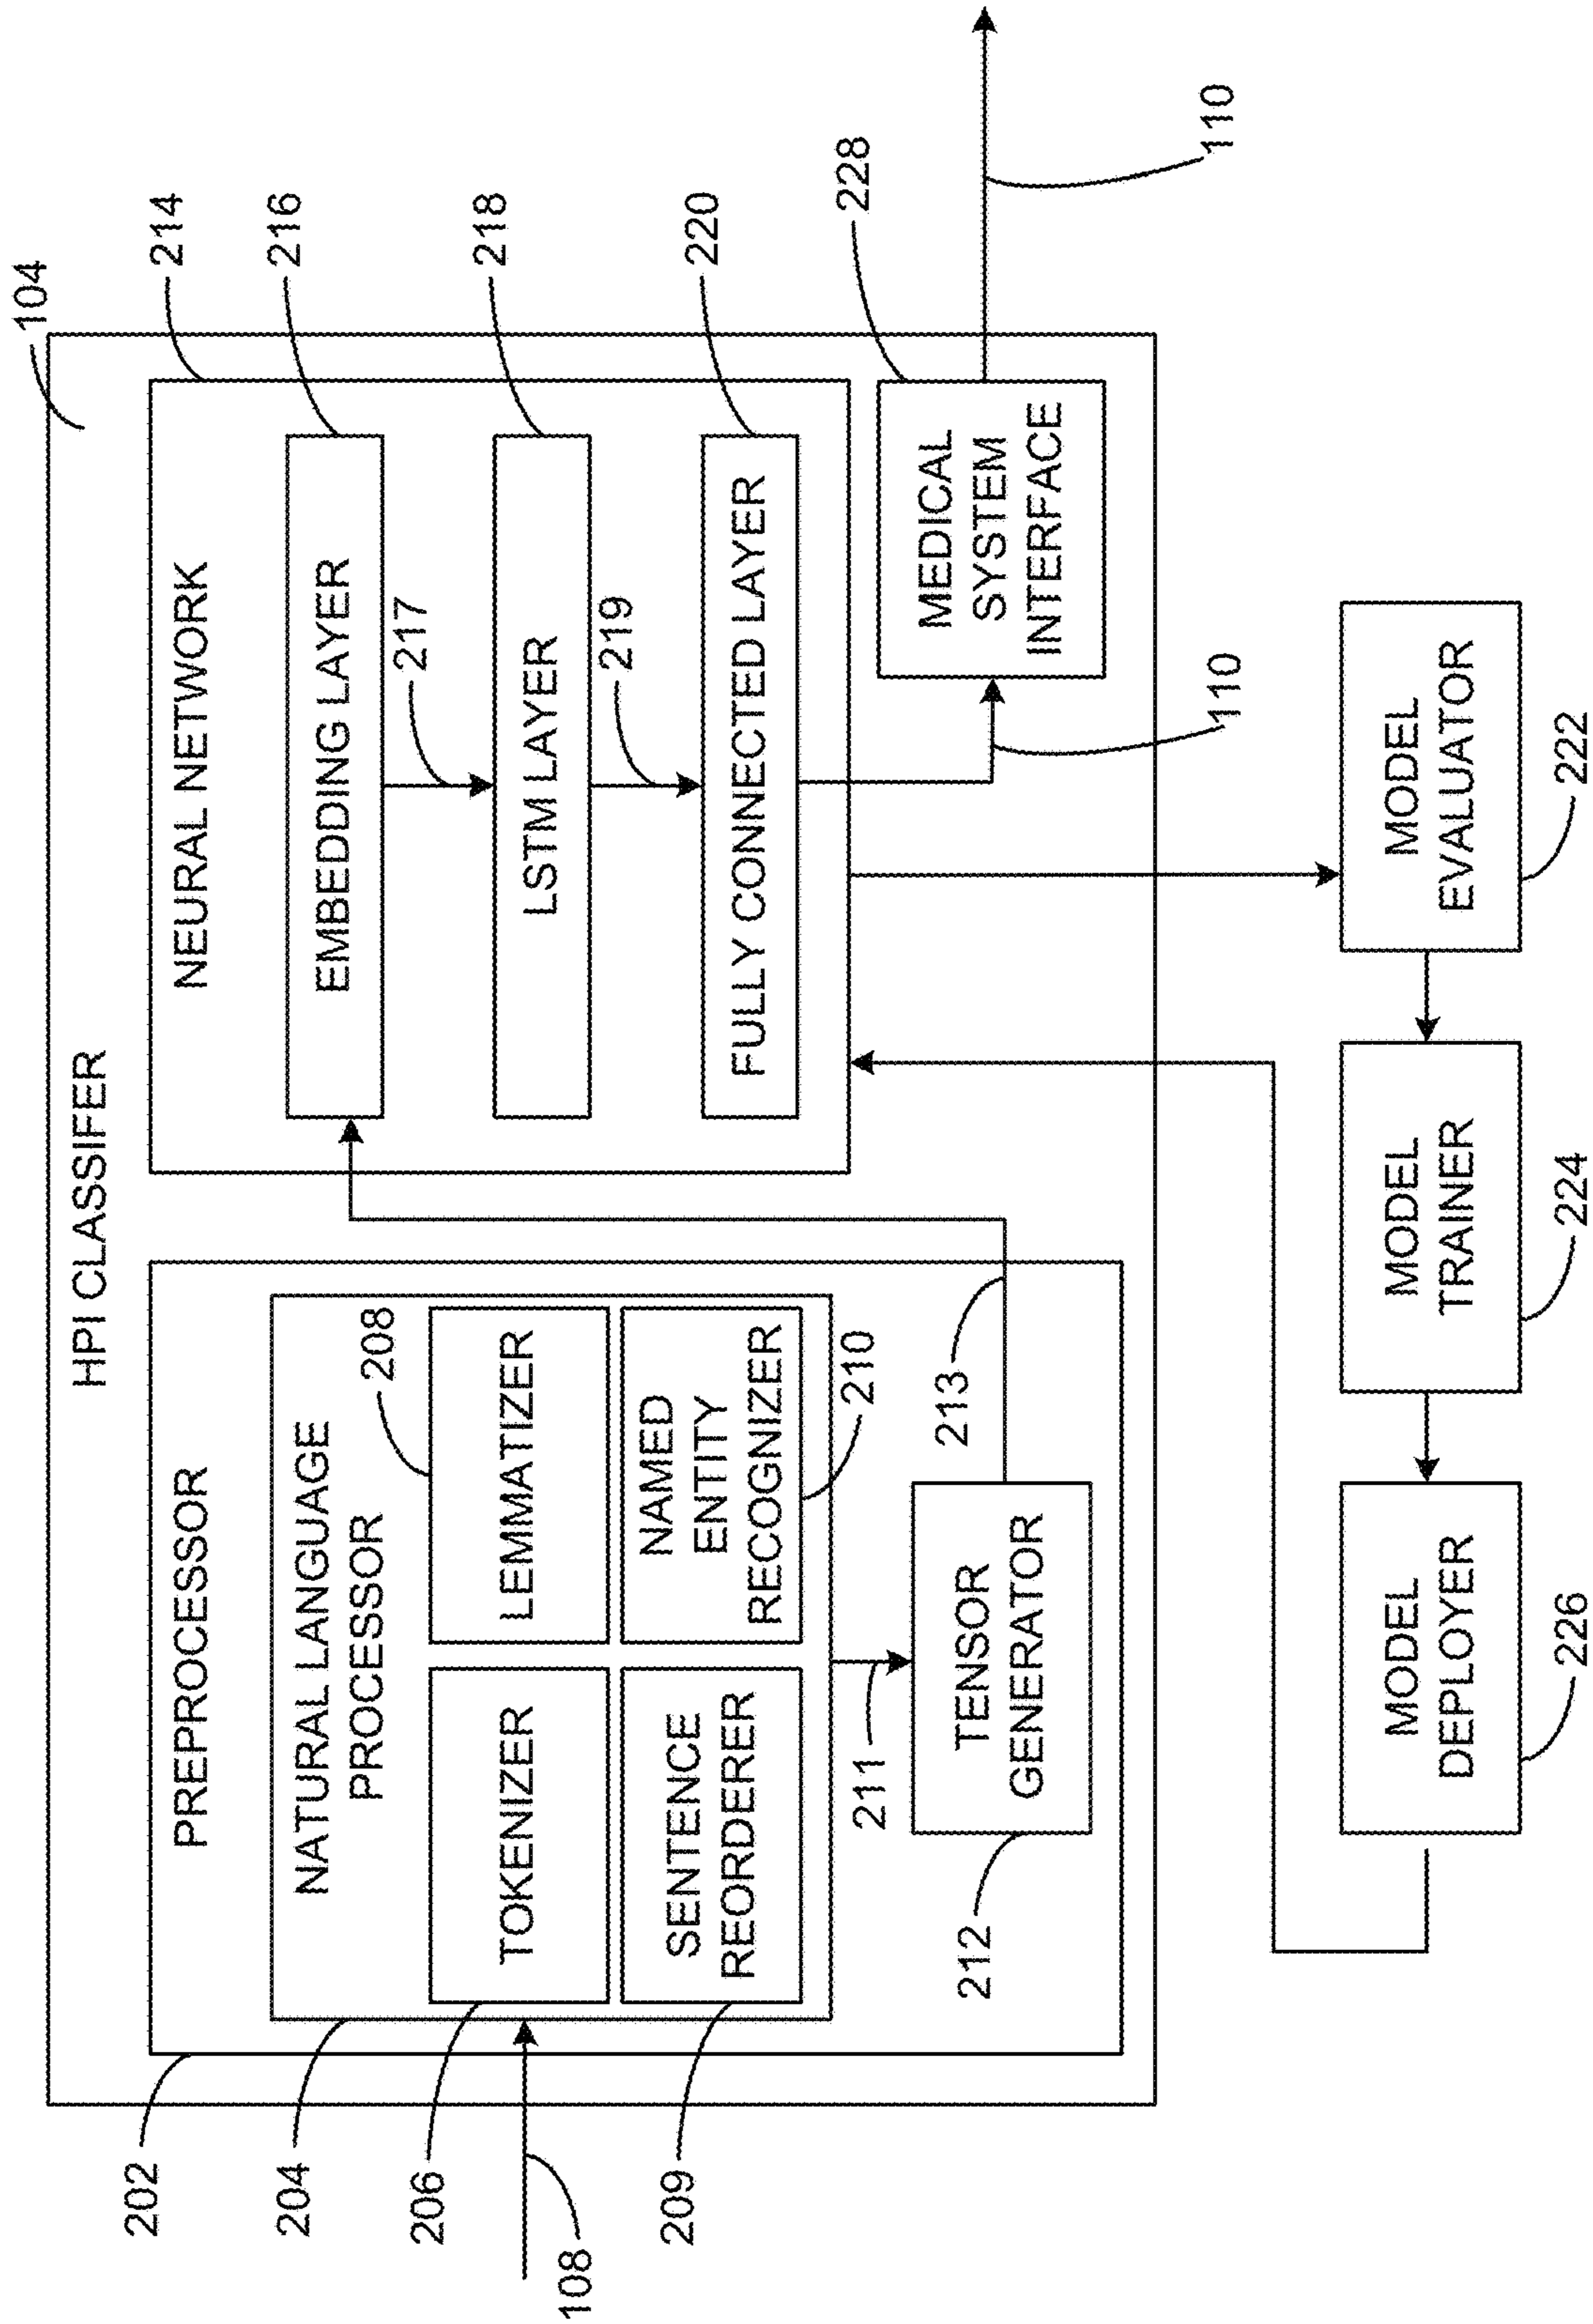 HPI CLASSIFER
104
PREPROCESSOR
202
NATURAL LANGUAGE
PROCESSOR
204
TOKENIZER
206
LEMMATIZER
208
SENTENCE
REORDERER
209
NAMED
ENTITY
RECOGNIZER
210
108
211
TENSOR
GENERATOR
212
213
NEURAL NETWORK
214
EMBEDDING LAYER
216
217
LSTM LAYER
218
219
FULLY CONNECTED LAYER
220
MEDICAL
SYSTEM
INTERFACE
228
110
110
MODEL
DEPLOYER
226
MODEL
TRAINER
224
MODEL
EVALUATOR
222